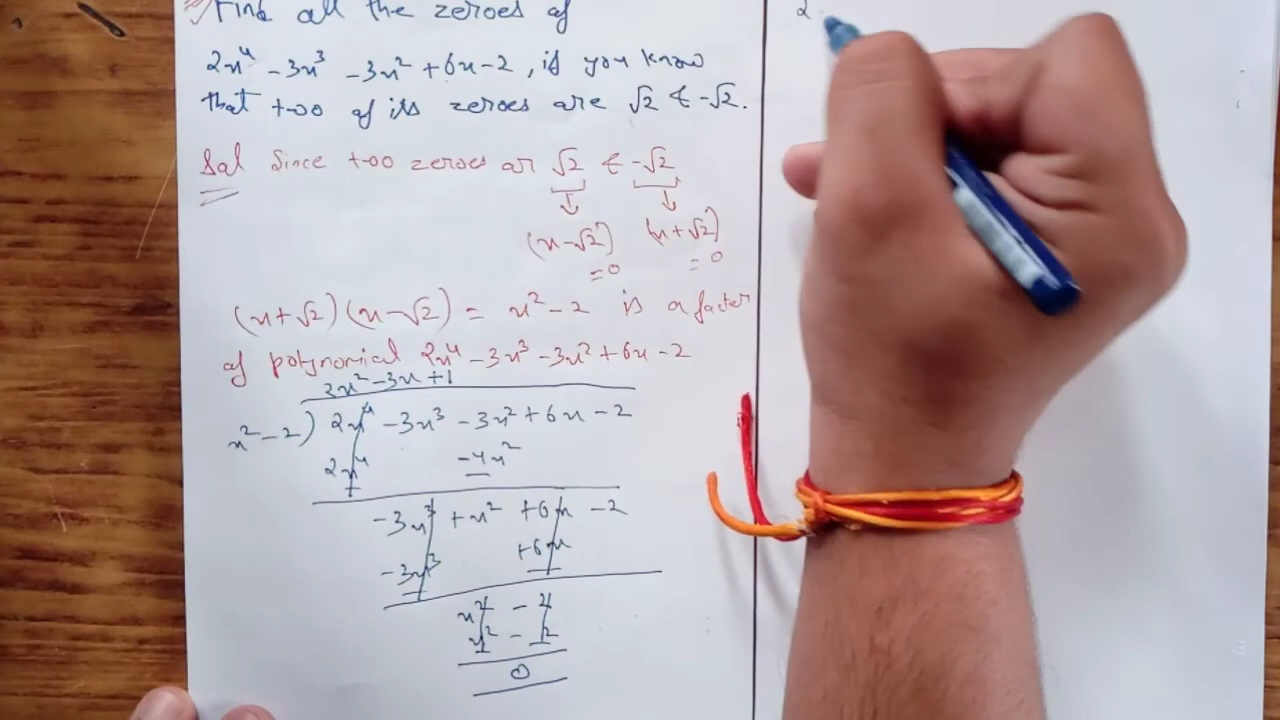 Find all the zeroes of
2x⁴ - 3x³ - 3x² + 6x - 2, if you know
that two of its zeroes are √2 & -√2.
Sol Since two zeroes ar √2 & -√2
(x-√2) (x+√2)
=0 =0
(x+√2)(x-√2) = x² - 2 is a factor
of polynomial 2x⁴ - 3x³ - 3x² + 6x - 2
2x² - 3x + 1
x² - 2) 2x⁴ - 3x³ - 3x² + 6x - 2
2x⁴ - 4x²
- 3x³ + x² + 6x - 2
- 3x³ + 6x
x² - 2
x² - 2
0
2